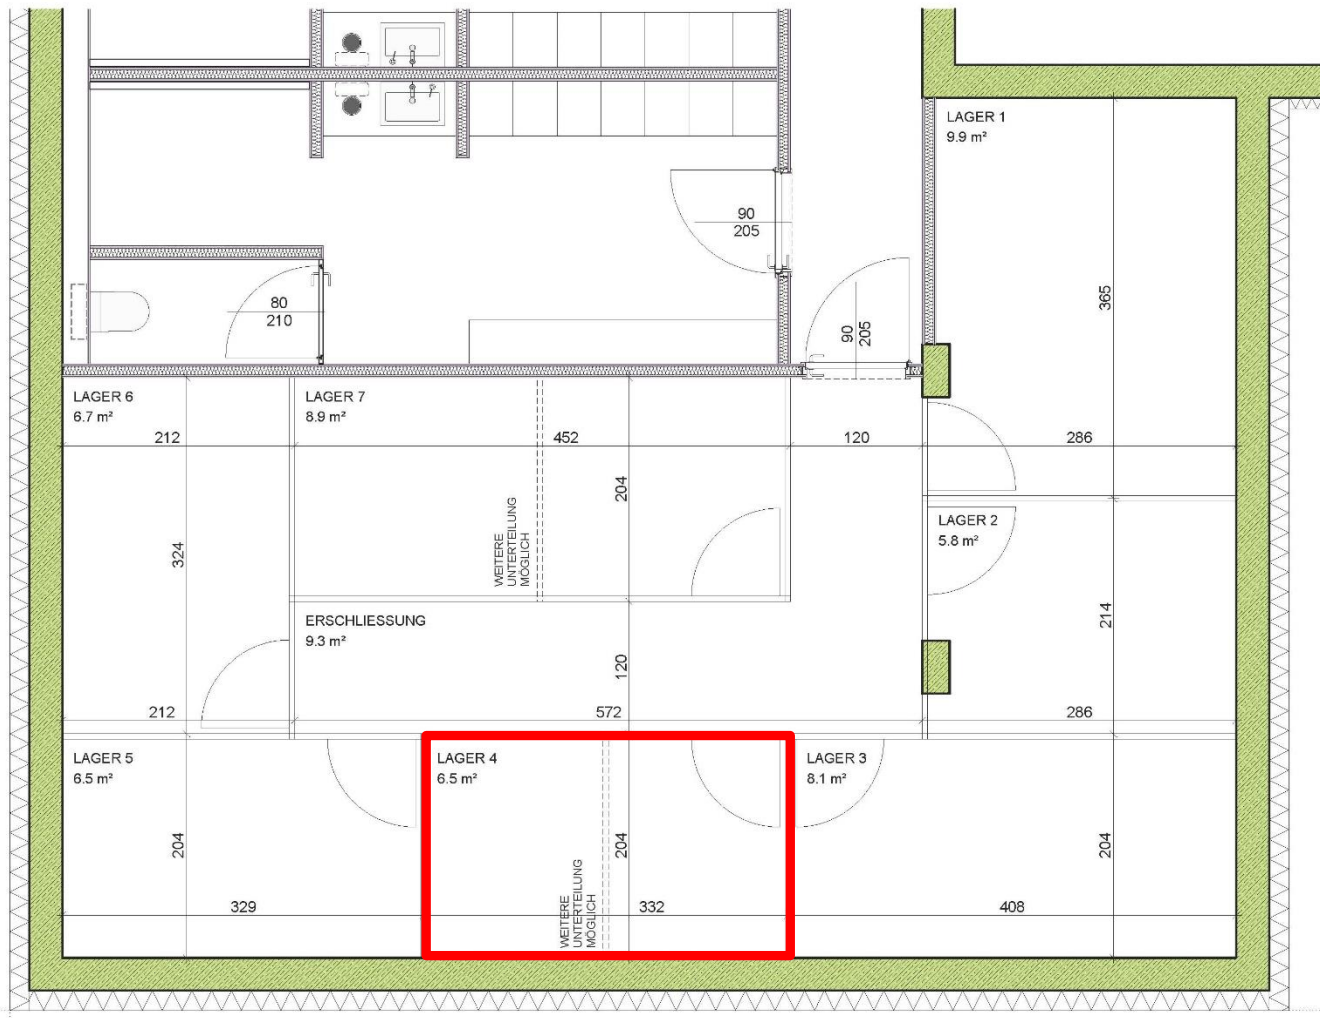 LAGER 1
9.9 m²
90
205
80
210
90
205
365
LAGER 6
6.7 m²
LAGER 7
8.9 m²
212
452
120
286
204
WEITERE
UNTERTEILUNG
MÖGLICH
LAGER 2
5.8 m²
324
ERSCHLIESSUNG
9.3 m²
214
120
212
572
286
LAGER 5
6.5 m²
LAGER 4
6.5 m²
LAGER 3
8.1 m²
204
204
204
WEITERE
UNTERTEILUNG
MÖGLICH
329
332
408